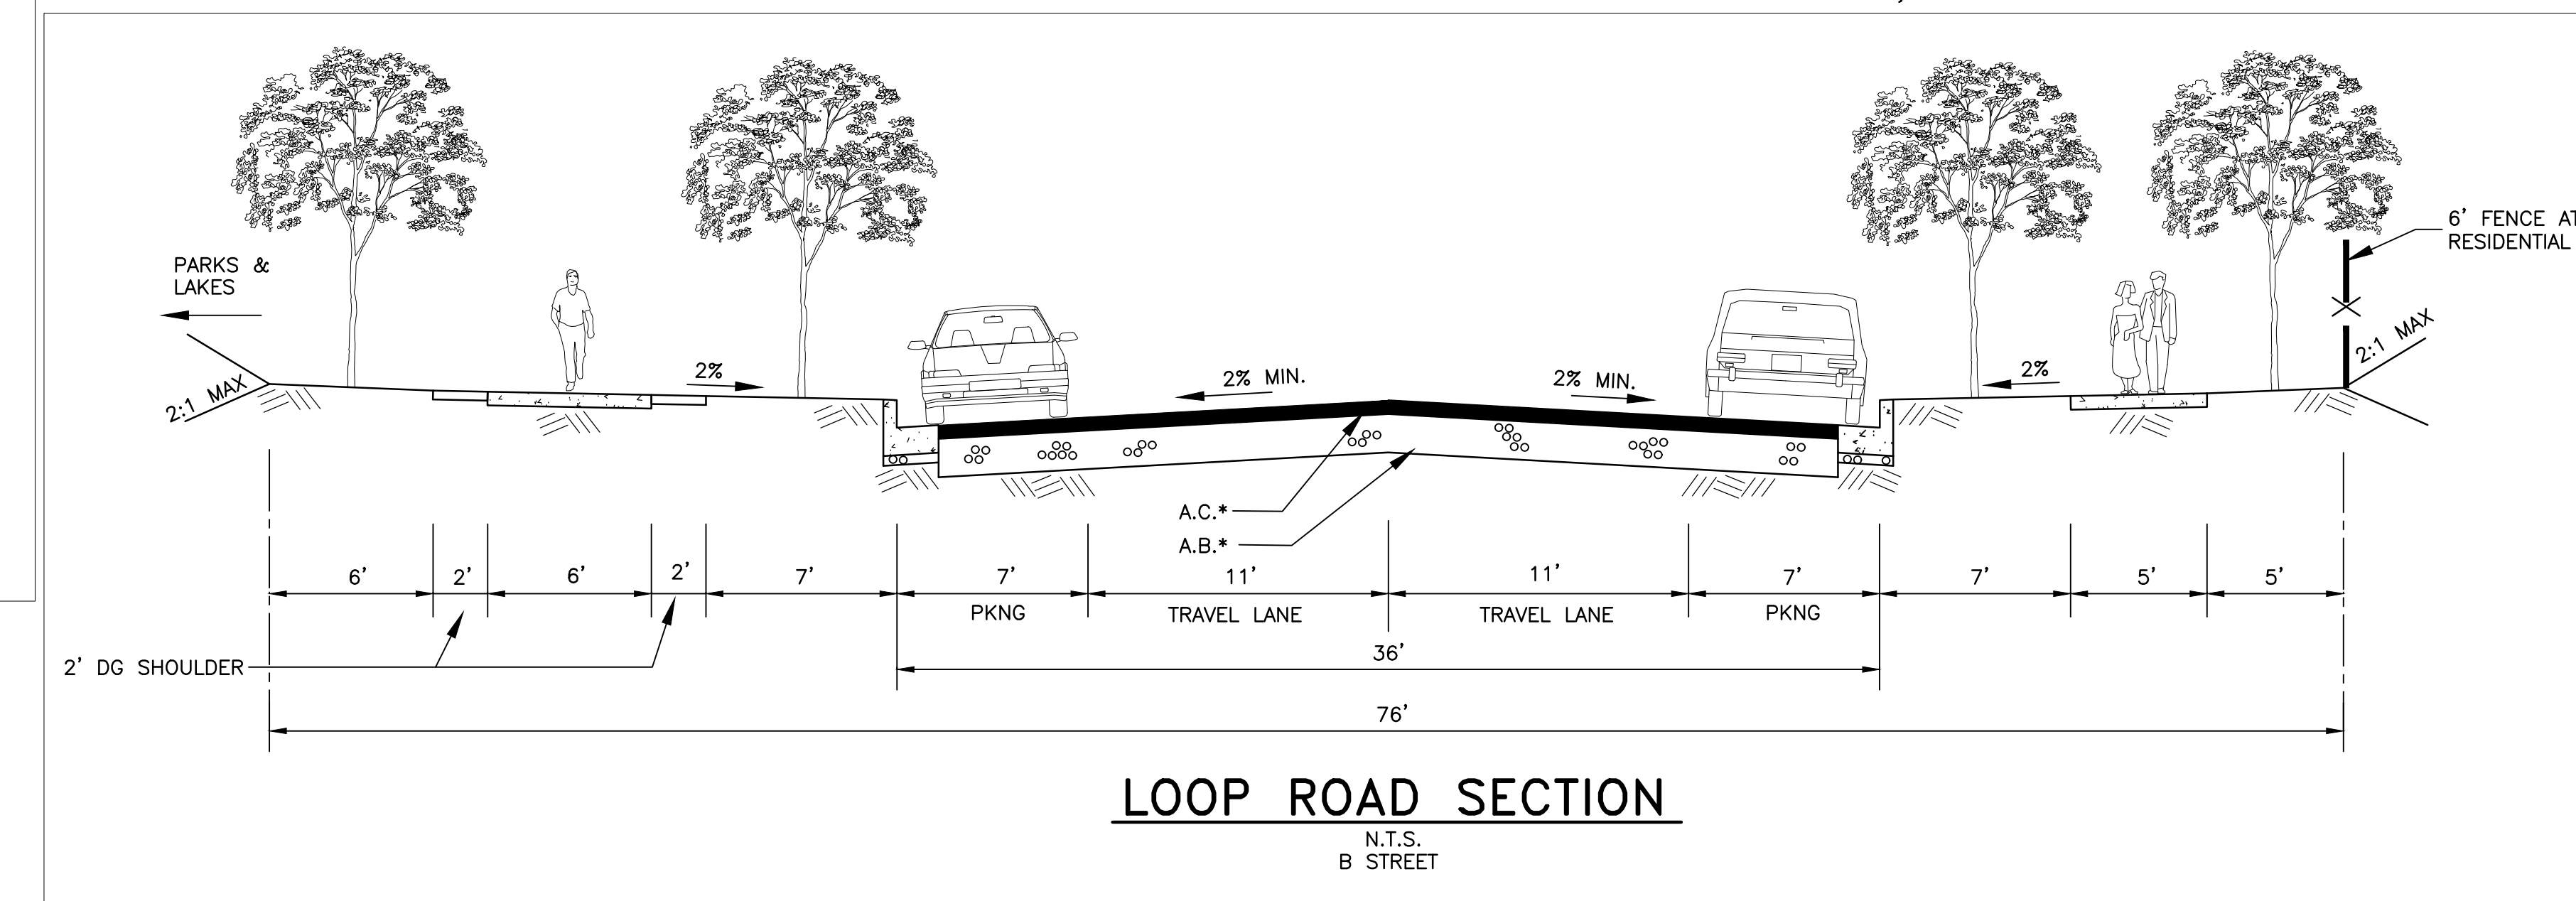 PARKS &
LAKES
2:1 MAX
2%
2% MIN.
2% MIN.
2%
6' FENCE AT
RESIDENTIAL
2:1 MAX
A.C.*
A.B.*
6'
2'
6'
2'
7'
7'
11'
11'
7'
7'
5'
5'
PKNG
TRAVEL LANE
TRAVEL LANE
PKNG
2' DG SHOULDER
36'
76'
LOOP ROAD SECTION
N.T.S.
B STREET